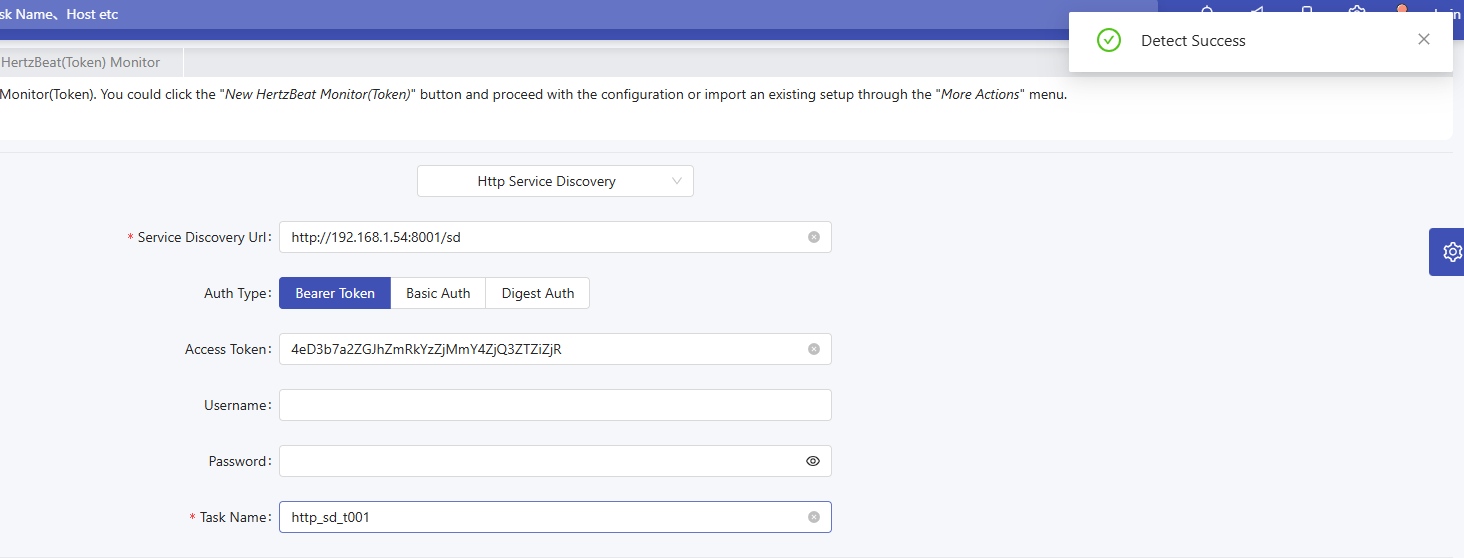 sk Name、Host etc
Detect Success
HertzBeat(Token) Monitor
Monitor(Token). You could click the "New HertzBeat Monitor(Token)" button and proceed with the configuration or import an existing setup through the "More Actions" menu.
Http Service Discovery
* Service Discovery Url: http://192.168.1.54:8001/sd
Auth Type: Bearer Token Basic Auth Digest Auth
Access Token: 4eD3b7a2ZGJhZmRkYzZjMmY4ZjQ3ZTZiZjR
Username:
Password:
* Task Name: http_sd_t001